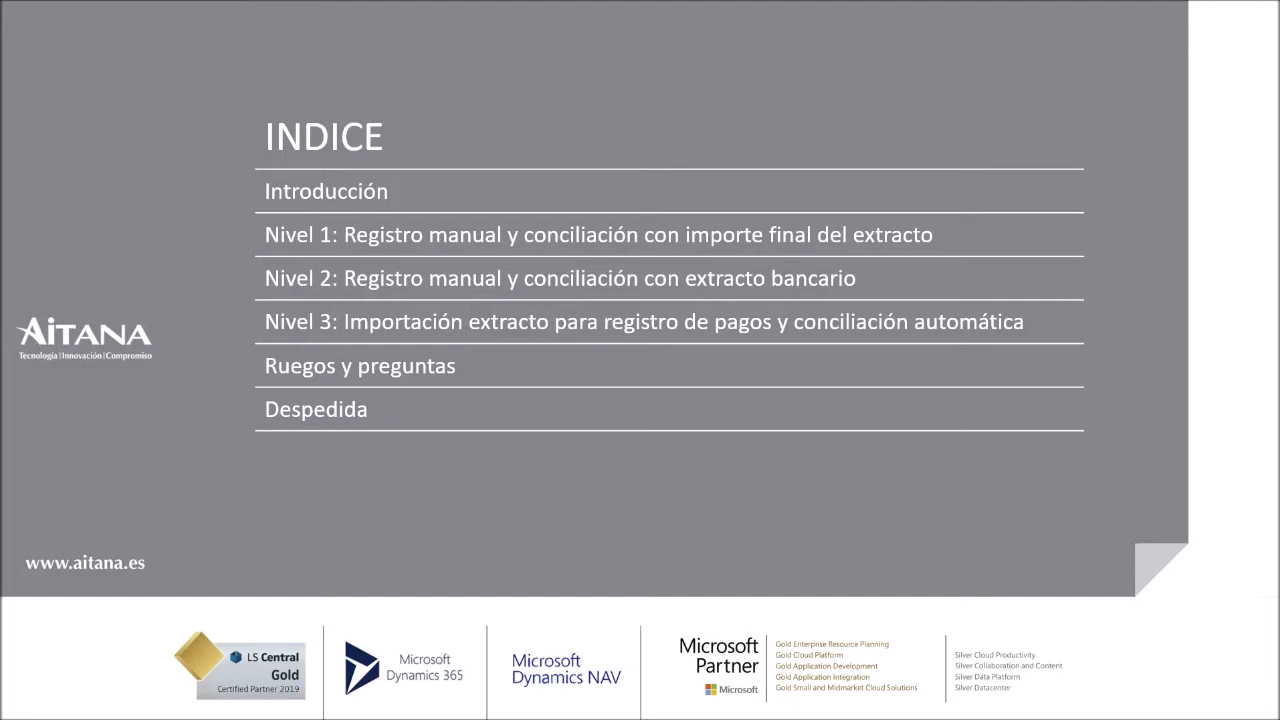 INDICE
Introducción
Nivel 1: Registro manual y conciliación con importe final del extracto
Nivel 2: Registro manual y conciliación con extracto bancario
Nivel 3: Importación extracto para registro de pagos y conciliación automática
Ruegos y preguntas
Despedida
AiTANA
Tecnología|Innovación|Compromiso
www.aitana.es
LS Central
Gold
Certified Partner 2019
Microsoft
Dynamics 365
Microsoft
Dynamics NAV
Microsoft
Partner
Microsoft
Gold Enterprise Resource Planning
Gold Cloud Platform
Gold Application Development
Gold Application Integration
Gold Small and Midmarket Cloud Solutions
Silver Cloud Productivity
Silver Collaboration and Content
Silver Data Platform
Silver Datacenter